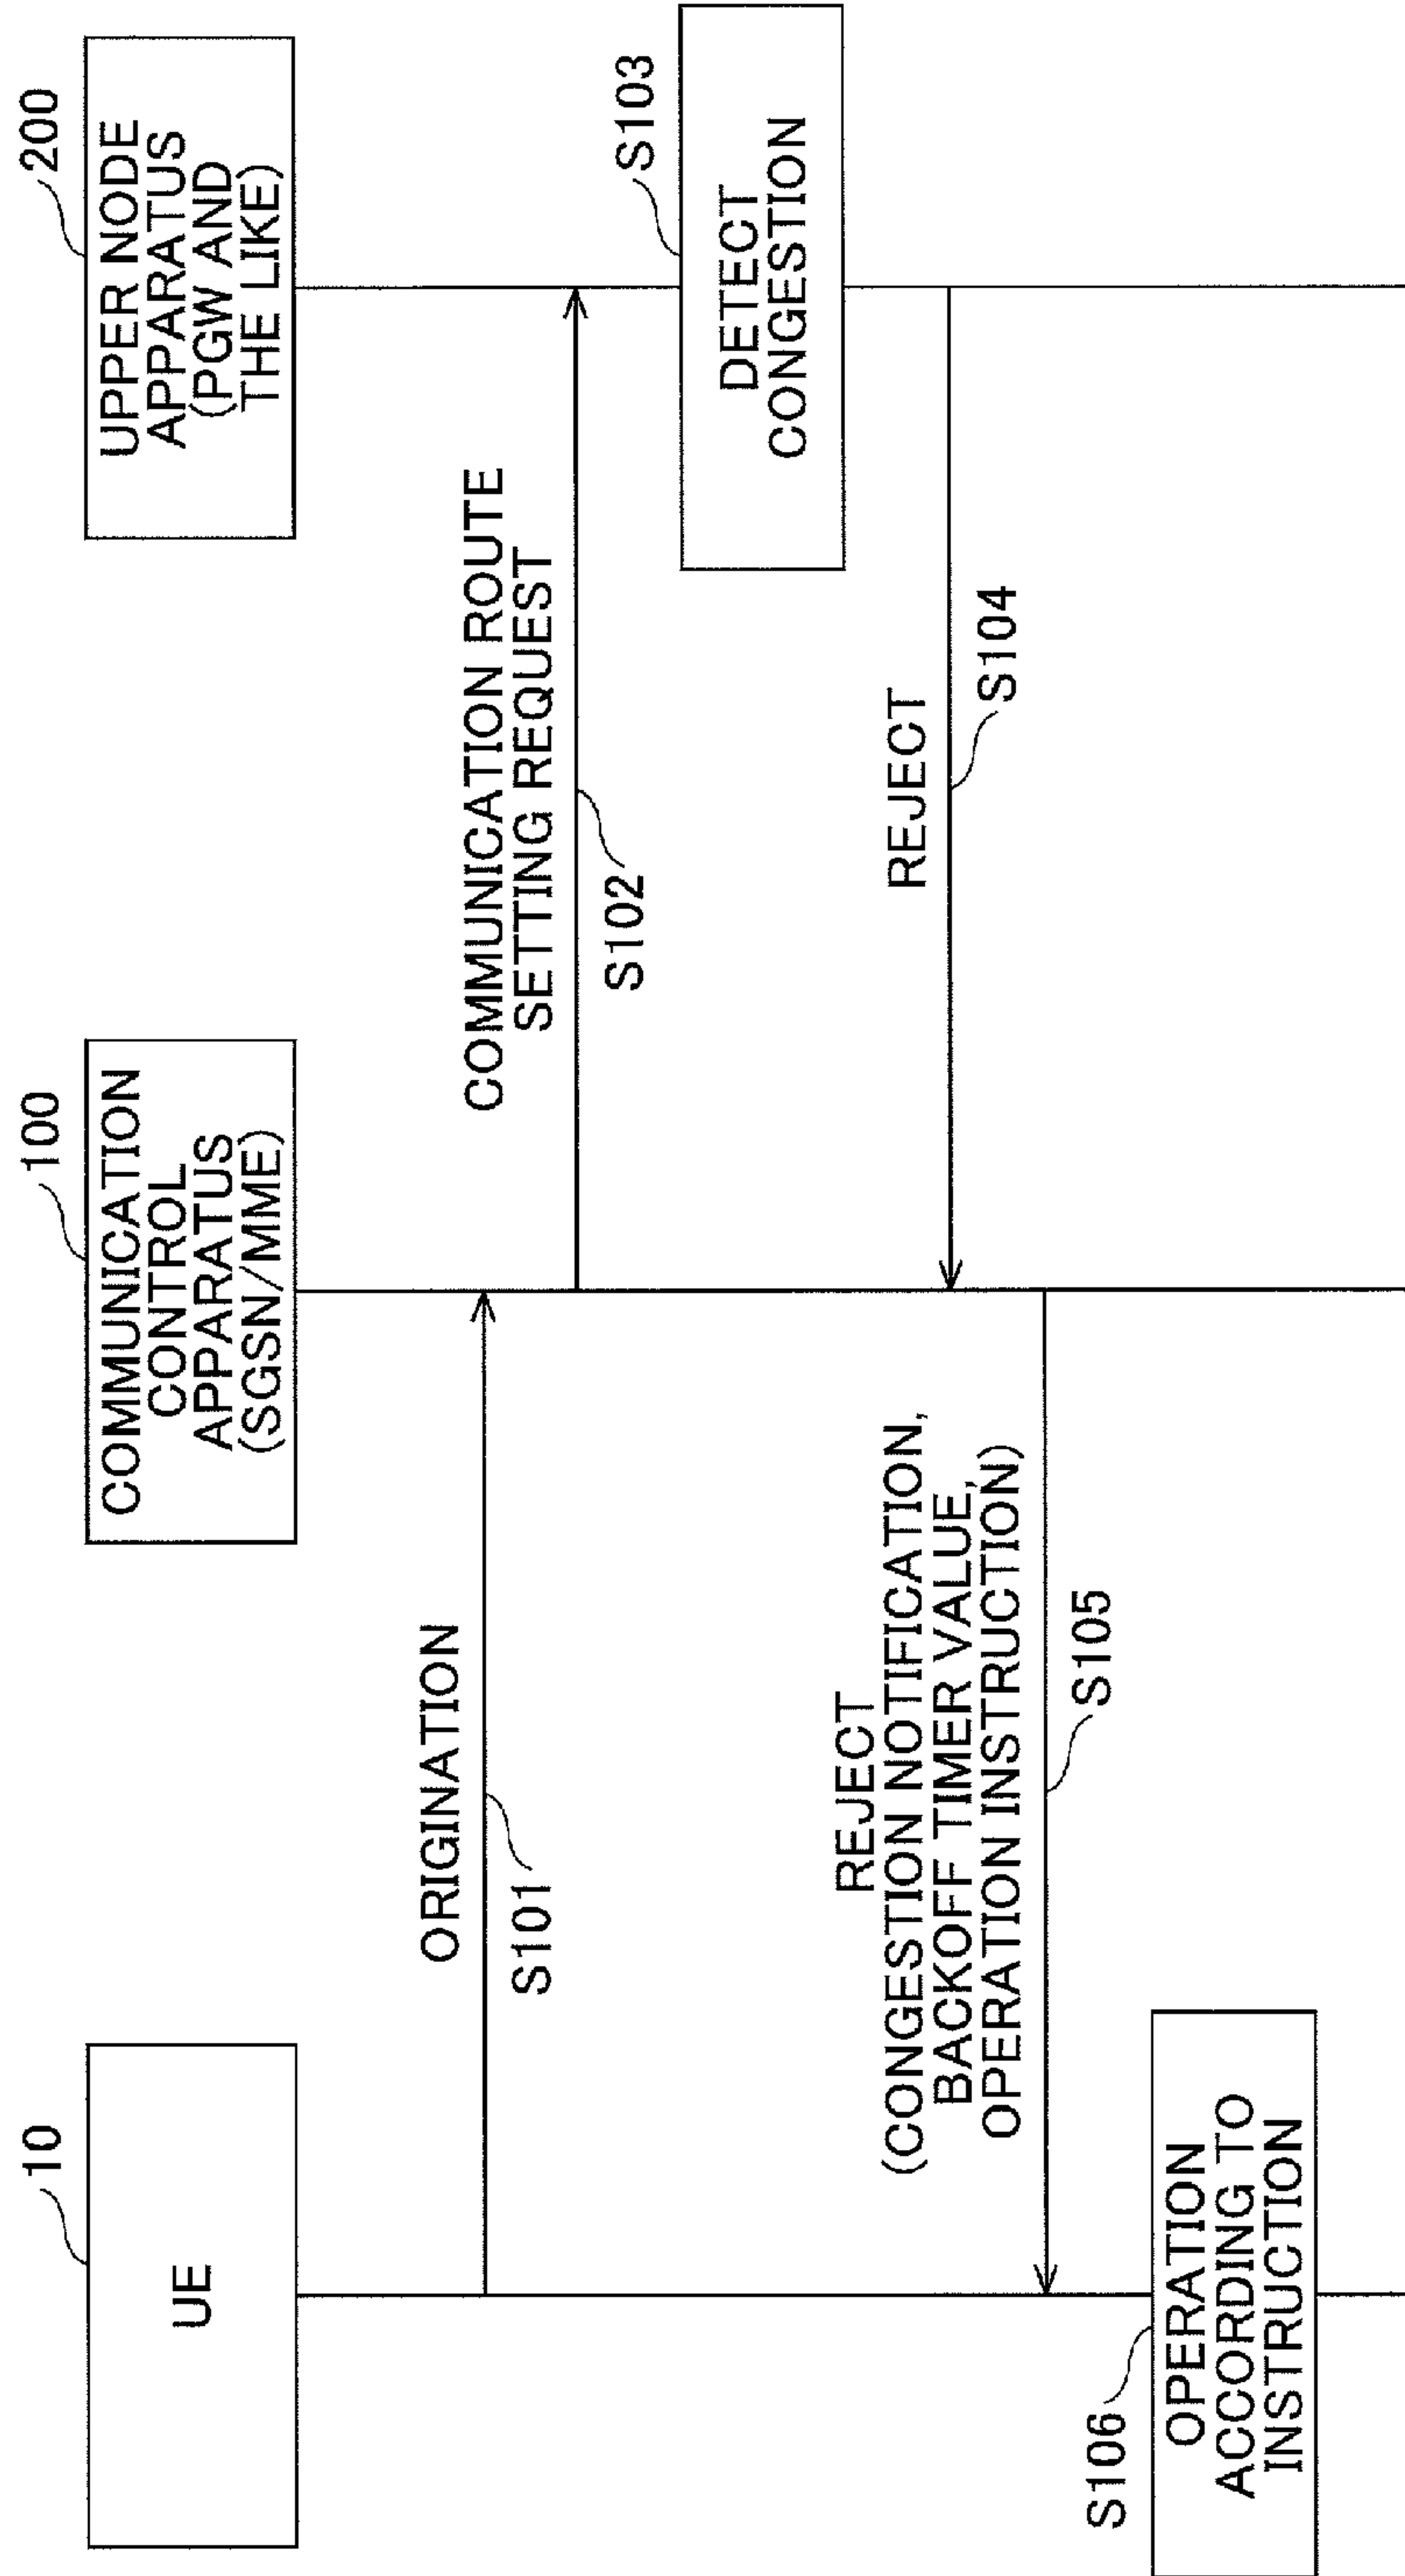 10
UE
100
COMMUNICATION
CONTROL
APPARATUS
(SGSN/MME)
200
UPPER NODE
APPARATUS
(PGW AND
THE LIKE)
ORIGINATION
S101
COMMUNICATION ROUTE
SETTING REQUEST
S102
S103
DETECT
CONGESTION
REJECT
S104
REJECT
(CONGESTION NOTIFICATION,
BACKOFF TIMER VALUE,
OPERATION INSTRUCTION)
S105
S106
OPERATION
ACCORDING TO
INSTRUCTION